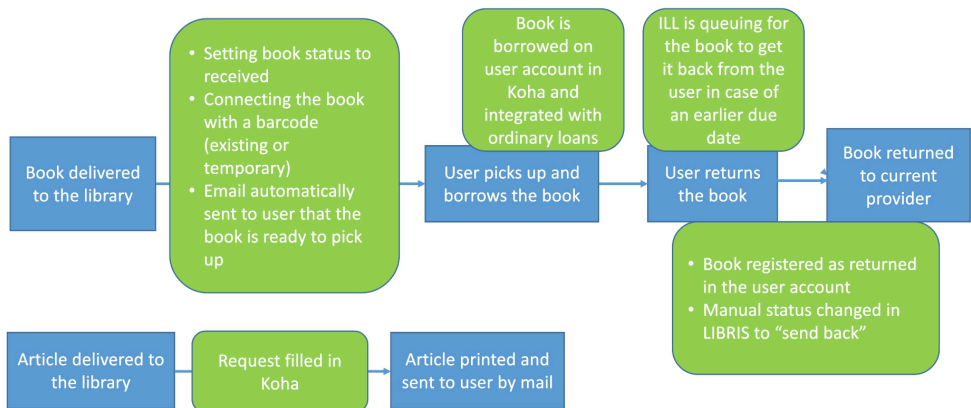 Book delivered
to the library
• Setting book status to
received
• Connecting the book
with a barcode
(existing or
temporary)
• Email automatically
sent to user that the
book is ready to pick
up
Book is
borrowed on
user account in
Koha and
integrated with
ordinary loans
User picks up and
borrows the book
ILL is queuing for
the book to get
it back from the
user in case of
an earlier due
date
User returns
the book
Book returned
to current
provider
• Book registered as returned
in the user account
• Manual status changed in
LIBRIS to “send back”
Article delivered to
the library
Request filled in
Koha
Article printed and
sent to user by mail